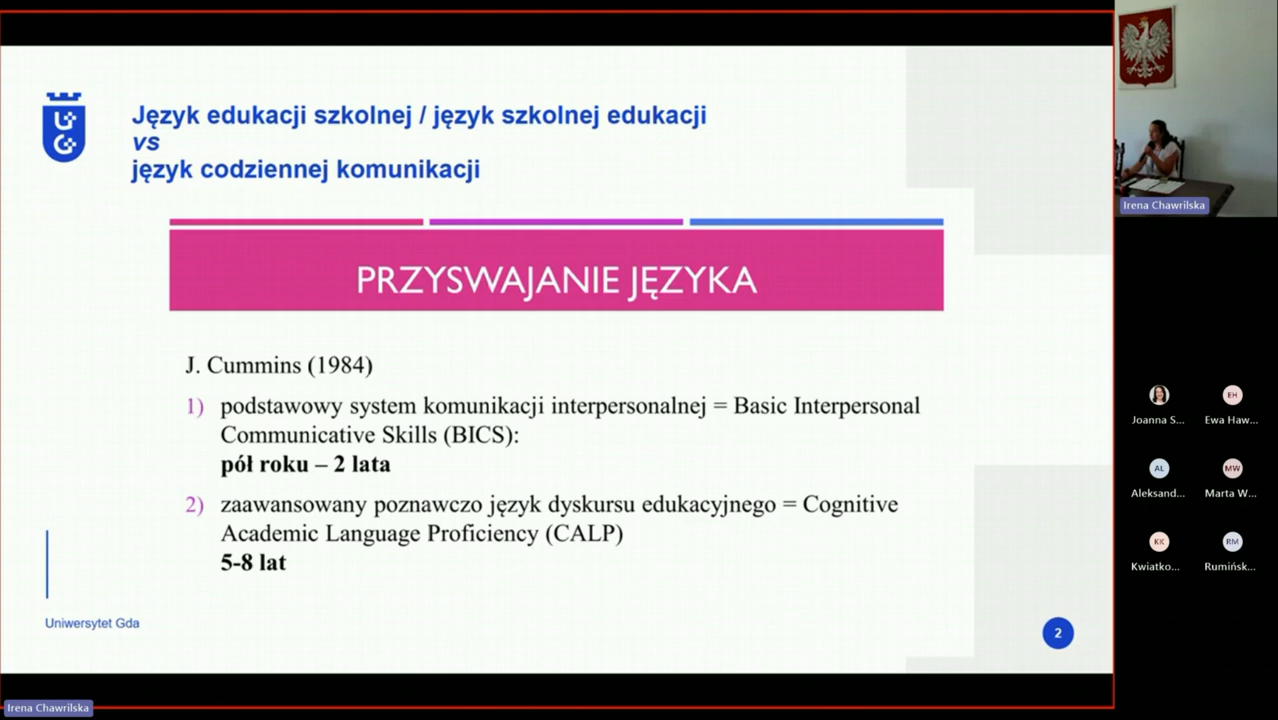 Język edukacji szkolnej / język szkolnej edukacji
vs
język codziennej komunikacji
PRZYSWAJANIE JĘZYKA
J. Cummins (1984)
1) podstawowy system komunikacji interpersonalnej = Basic Interpersonal
Communicative Skills (BICS):
pół roku – 2 lata
2) zaawansowany poznawczo język dyskursu edukacyjnego = Cognitive
Academic Language Proficiency (CALP)
5-8 lat
Uniwersytet Gda
2
Irena Chawrilska
Irena Chawrilska
EH
Joanna S...
Ewa Haw...
AL
MW
Aleksand...
Marta W...
KK
RM
Kwiatko...
Rumińsk...